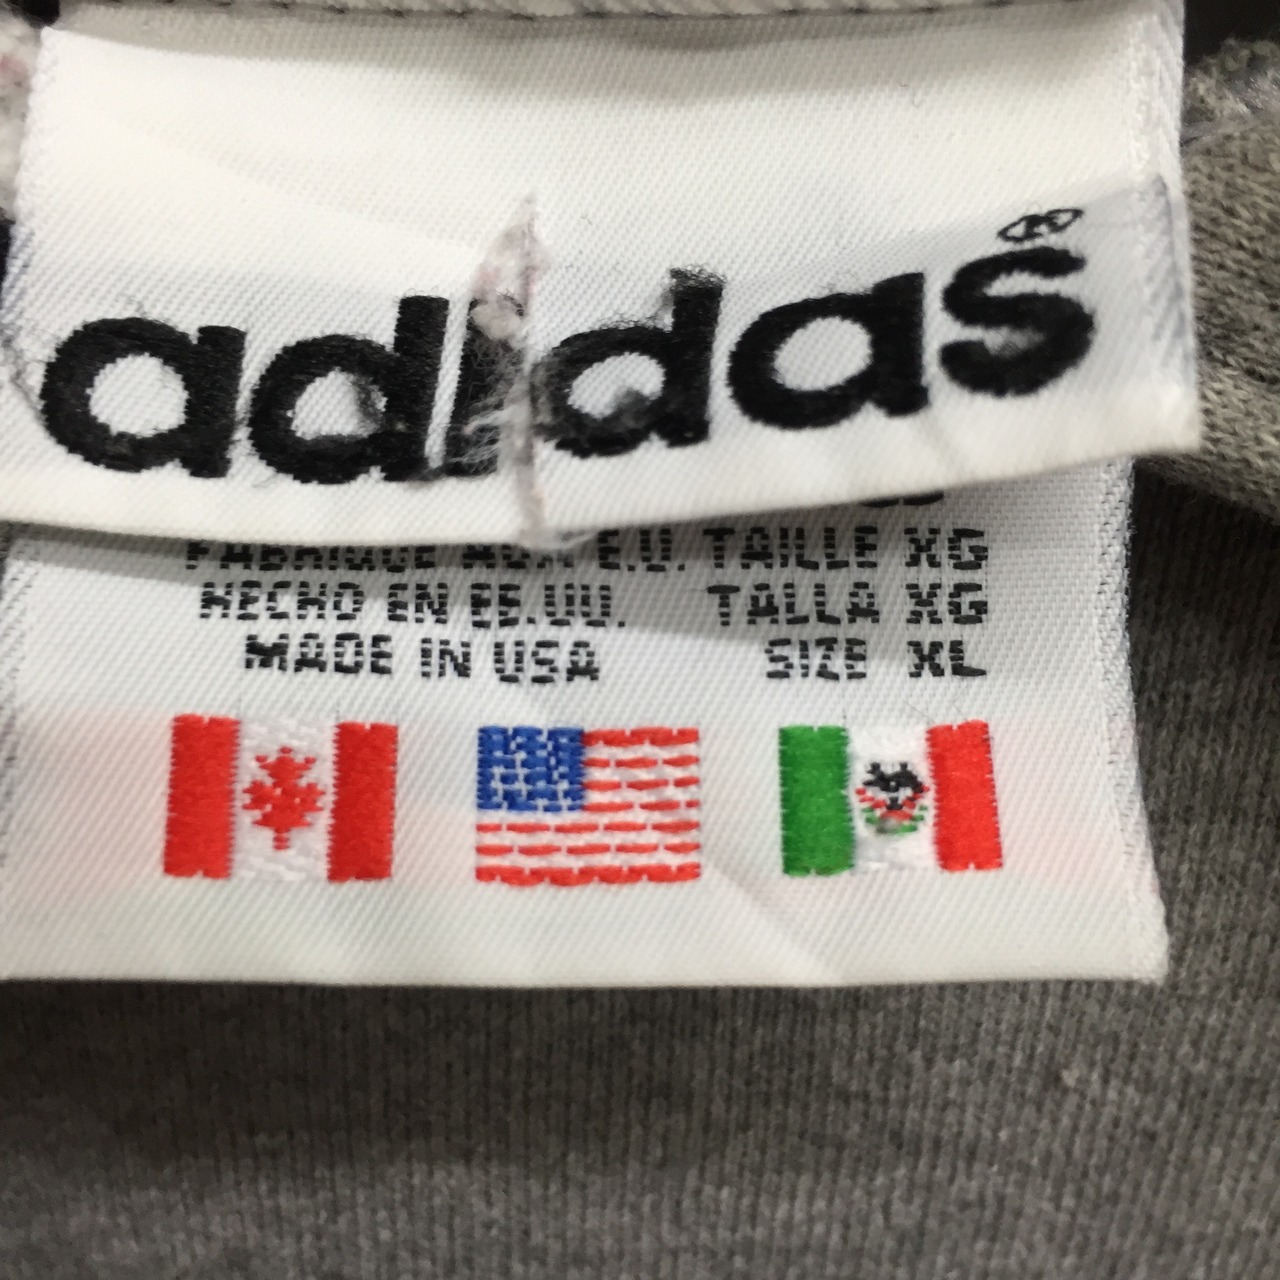 adidas®
FABRIQUE AUX E.U. TAILLE XG
HECHO EN EE.UU. TALLA XG
MADE IN USA SIZE XL